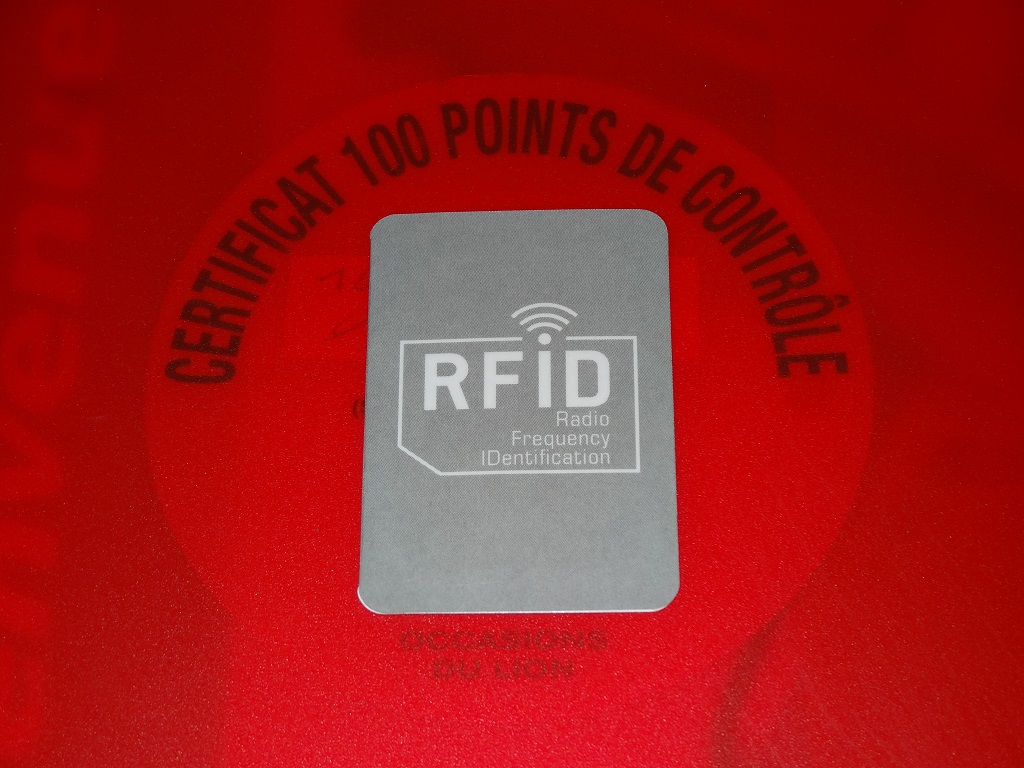 CERTIFICAT 100 POINTS DE CONTRÔLE
RFiD
Radio
Frequency
IDentification
OCCASIONS
DU LION